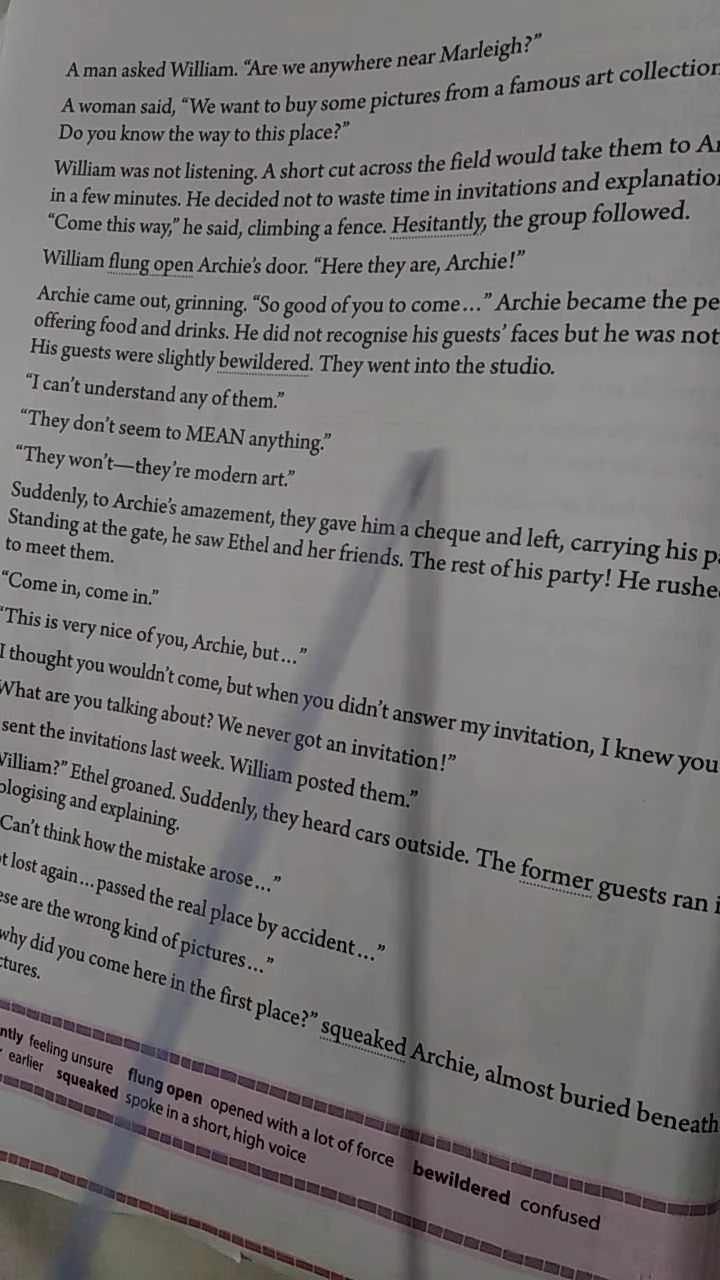 A man asked William. “Are we anywhere near Marleigh?”
A woman said, “We want to buy some pictures from a famous art collection
Do you know the way to this place?”
William was not listening. A short cut across the field would take them to
in a few minutes. He decided not to waste time in invitations and
“Come this way,” he said, climbing a fence. Hesitantly, the group followed.
William flung open Archie’s door. “Here they are, Archie!”
Archie came out, grinning. “So good of you to come…” Archie became the
offering food and drinks. He did not recognise his guests’ faces but he was not
His guests were slightly bewildered. They went into the studio.
“I can’t understand any of them.”
“They don’t seem to MEAN anything.”
“They won’t—they’re modern art.”
Suddenly, to Archie’s amazement, they gave him a cheque and left, carrying his
Standing at the gate, he saw Ethel and her friends. The rest of his party! He
to meet them.
“Come in, come in.”
“This is very nice of you, Archie, but…”
I thought you wouldn’t come, but when you didn’t answer my invitation, I knew you
What are you talking about? We never got an invitation!”
sent the invitations last week. William posted them.”
William?” Ethel groaned. Suddenly, they heard cars outside. The former guests ran
and explaining.
Can’t think how the mistake arose…”
lost again…passed the real place by accident…”
are the wrong kind of pictures…”
why did you come here in the first place?” squeaked Archie, almost buried beneath
feeling unsure flung open opened with a lot of force bewildered confused
earlier squeaked spoke in a short, high voice